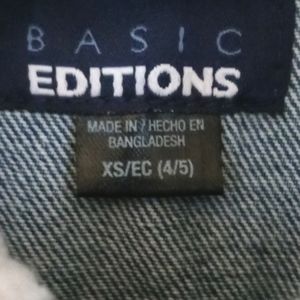 BASIC
EDITIONS
MADE IN / HECHO EN
BANGLADESH
XS/EC (4/5)